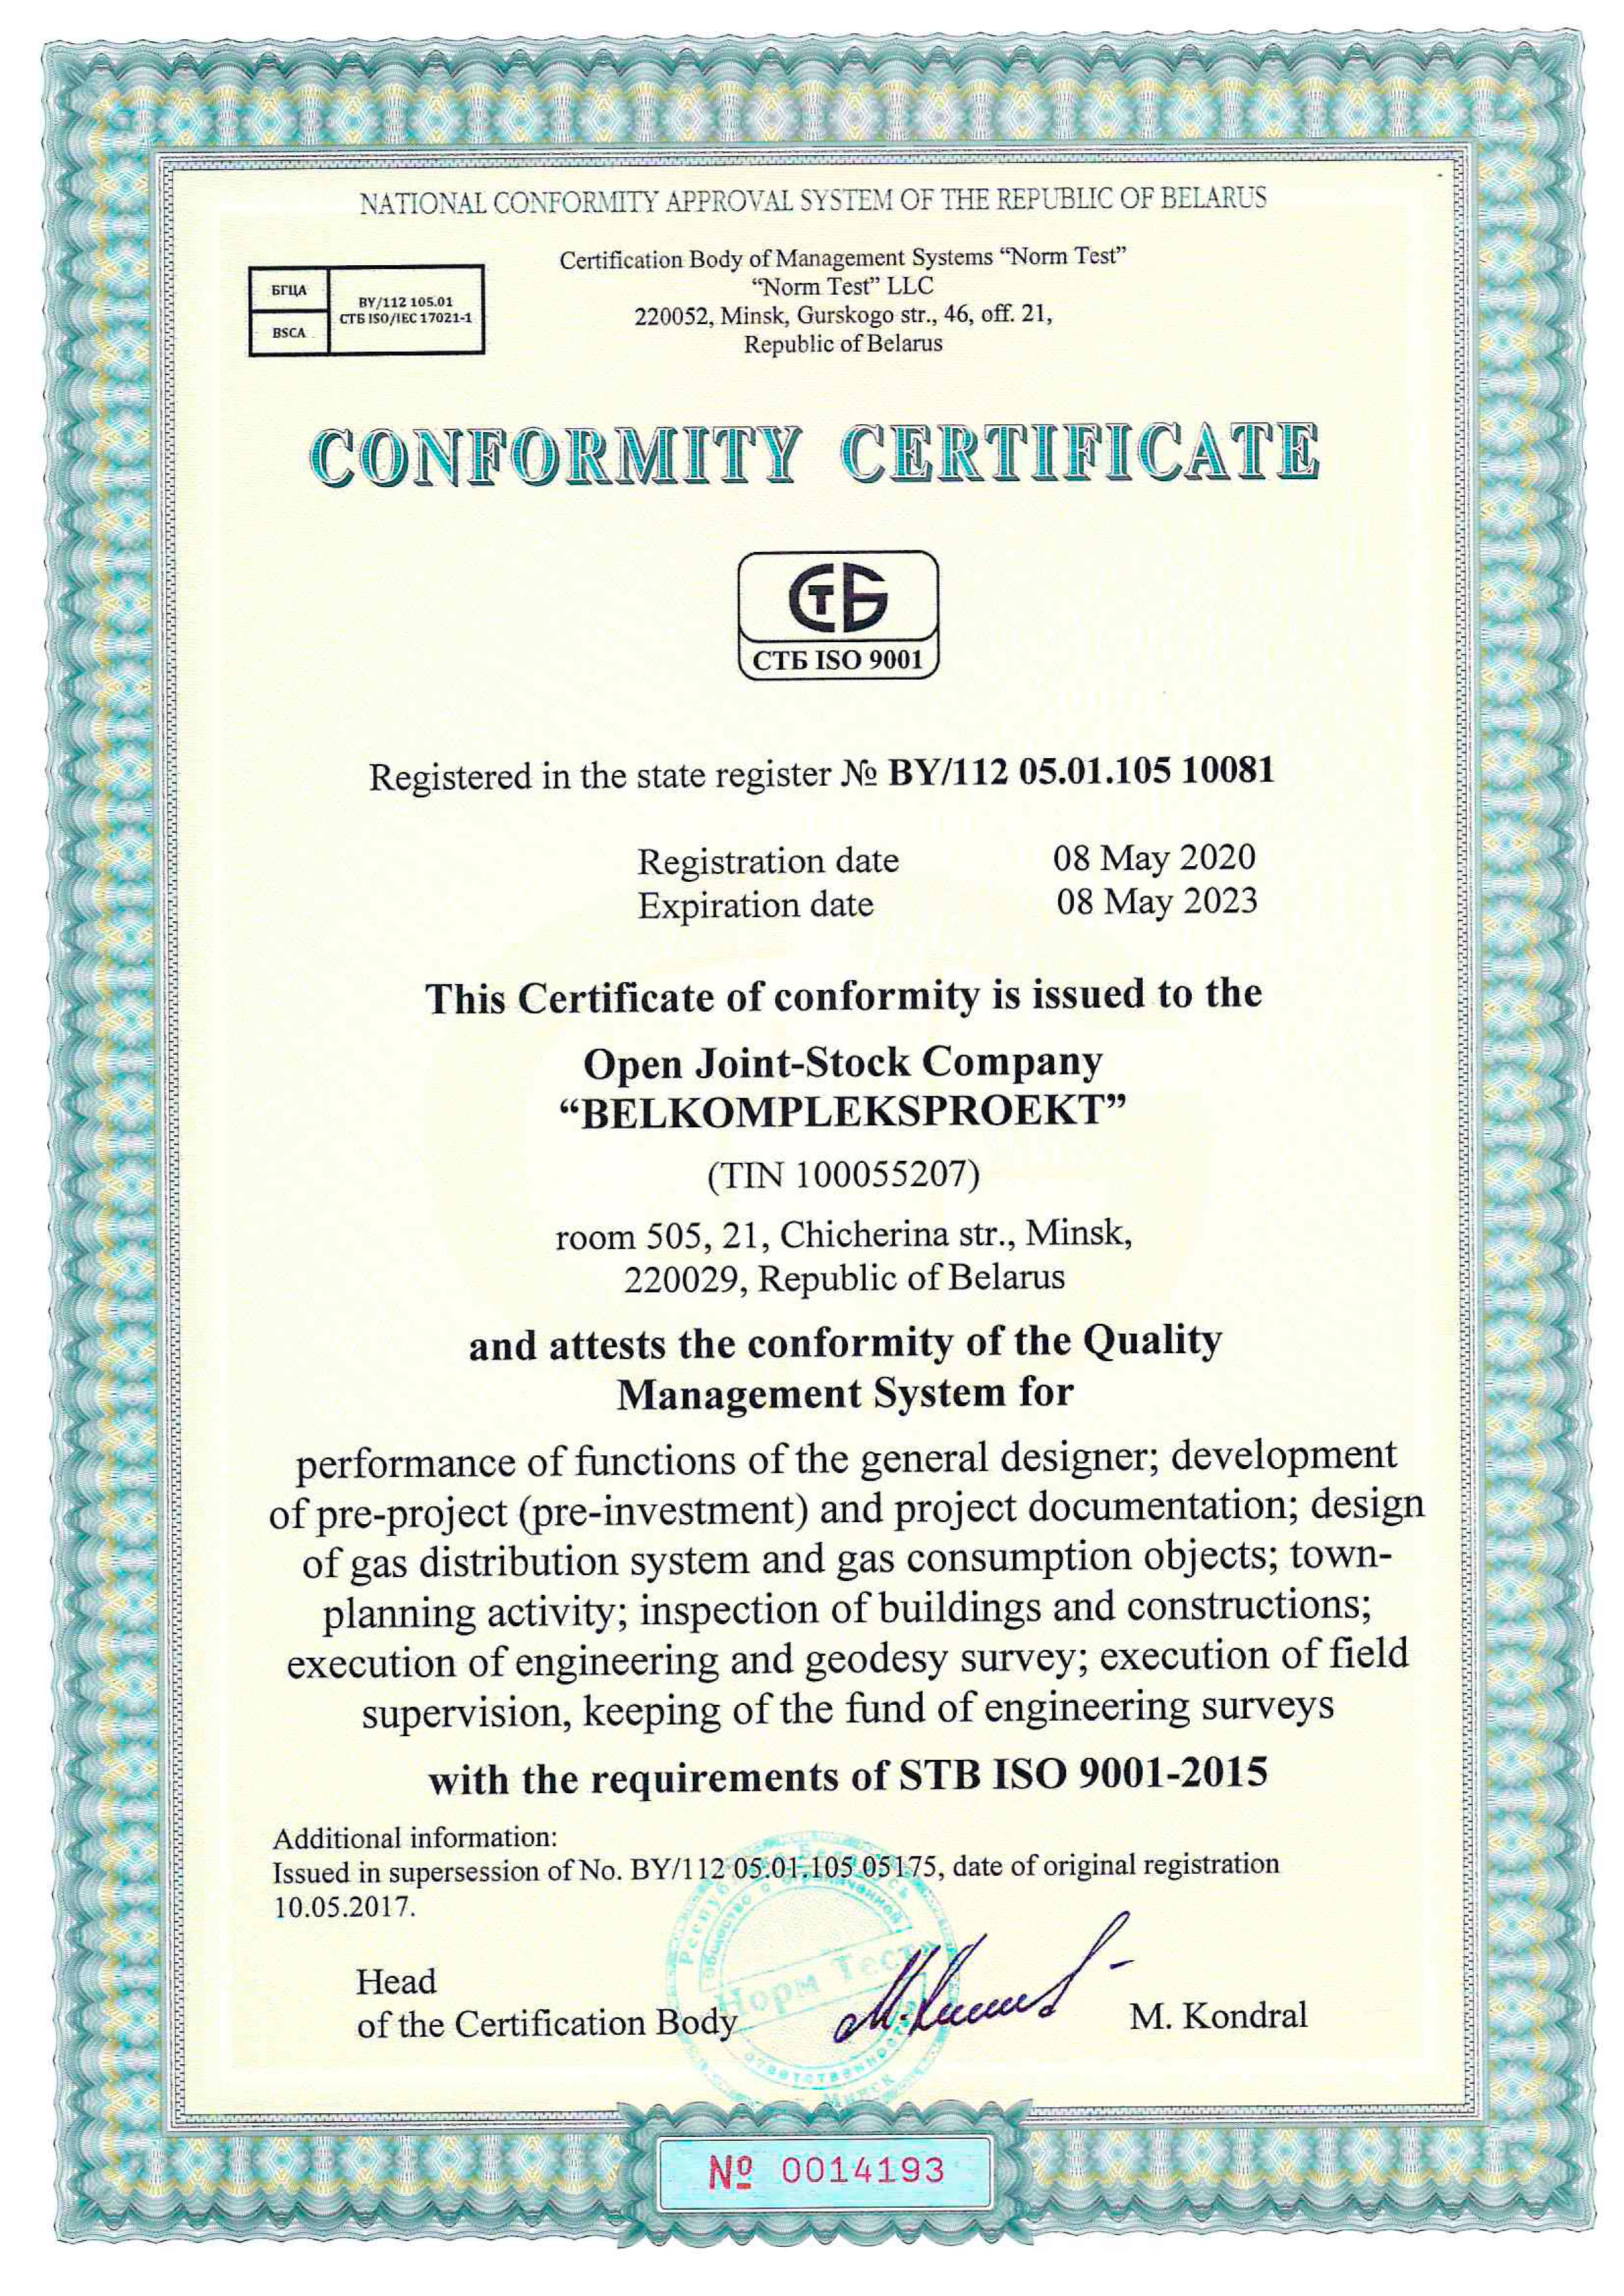 NATIONAL CONFORMITY APPROVAL SYSTEM OF THE REPUBLIC OF BELARUS
БГЦА
BSCA
BY/112 105.01
СТБ ISO/IEC 17021-1
Certification Body of Management Systems “Norm Test”
“Norm Test” LLC
220052, Minsk, Gurskogo str., 46, off. 21,
Republic of Belarus
CONFORMITY CERTIFICATE
СТБ
СТБ ISO 9001
Registered in the state register № BY/112 05.01.105 10081
Registration date 08 May 2020
Expiration date 08 May 2023
This Certificate of conformity is issued to the
Open Joint-Stock Company
“BELKOMPLEKSPROEKT”
(TIN 100055207)
room 505, 21, Chicherina str., Minsk,
220029, Republic of Belarus
and attests the conformity of the Quality
Management System for
performance of functions of the general designer; development
of pre-project (pre-investment) and project documentation; design
of gas distribution system and gas consumption objects; town-
planning activity; inspection of buildings and constructions;
execution of engineering and geodesy survey; execution of field
supervision, keeping of the fund of engineering surveys
with the requirements of STB ISO 9001-2015
Additional information:
Issued in supersession of No. BY/112 05.01.105 05175, date of original registration
10.05.2017.
Норм Тест
Минск
Head
of the Certification Body
M. Kondral
№ 0014193